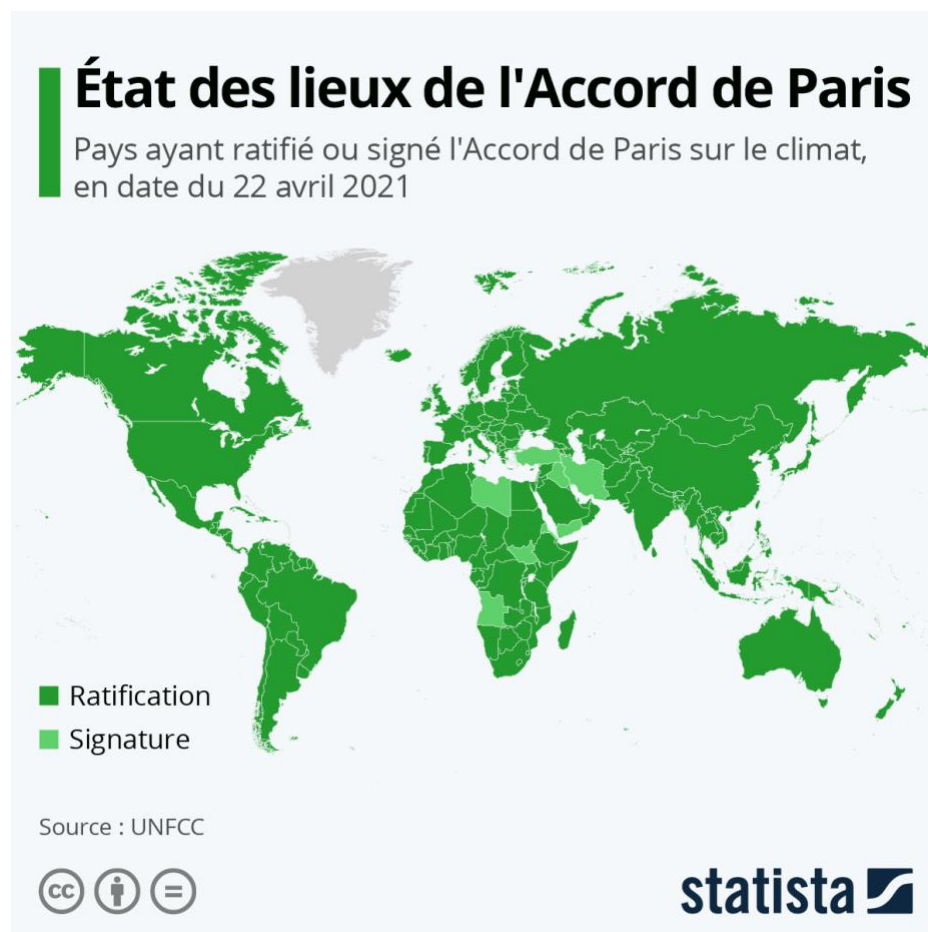 État des lieux de l'Accord de Paris
Pays ayant ratifié ou signé l'Accord de Paris sur le climat,
en date du 22 avril 2021
Ratification
Signature
Source : UNFCC
cc
=
statista